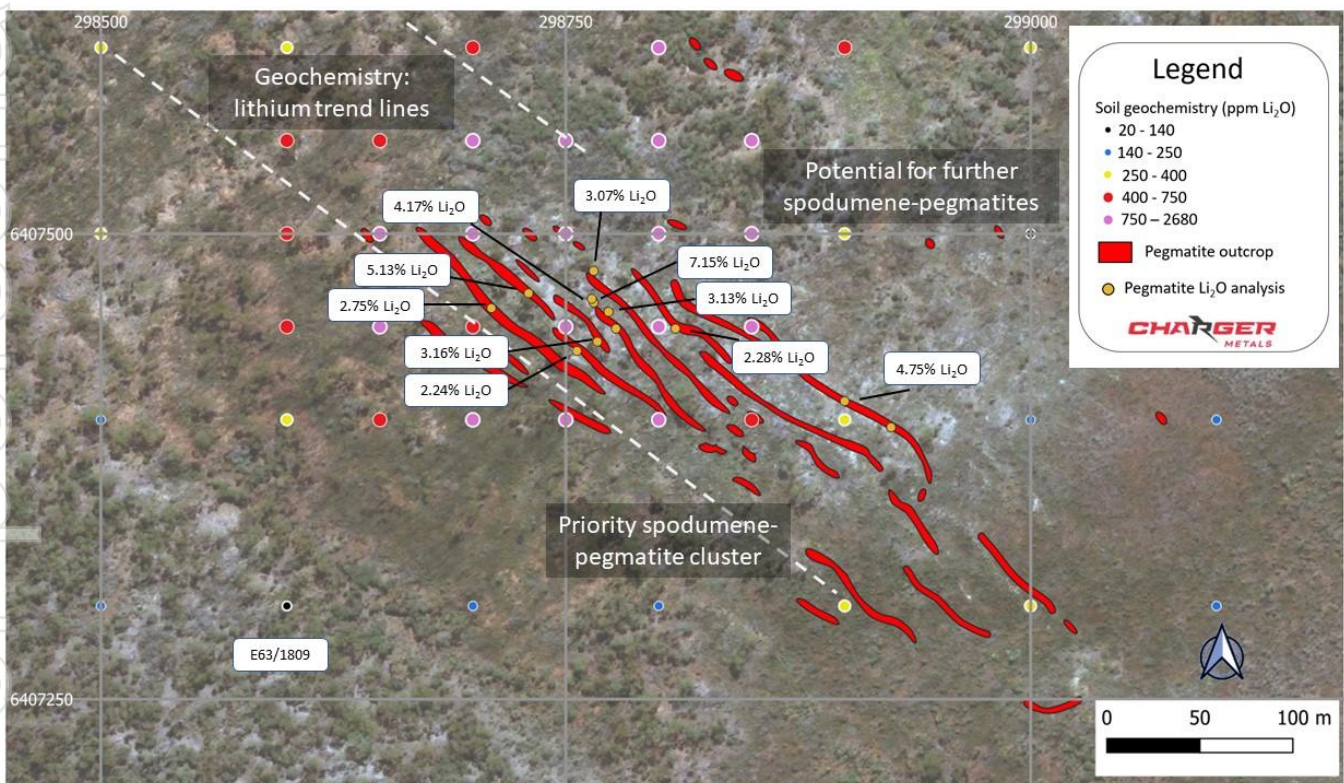 298500
298750
299000
Geochemistry:
lithium trend lines
Potential for further
spodumene-pegmatites
4.17% Li₂O
3.07% Li₂O
6407500
5.13% Li₂O
7.15% Li₂O
2.75% Li₂O
3.13% Li₂O
3.16% Li₂O
2.28% Li₂O
2.24% Li₂O
4.75% Li₂O
Priority spodumene-
pegmatite cluster
E63/1809
6407250
Legend
Soil geochemistry (ppm Li₂O)
20 - 140
140 - 250
250 - 400
400 - 750
750 – 2680
Pegmatite outcrop
Pegmatite Li₂O analysis
CHARGER
METALS
0 50 100 m